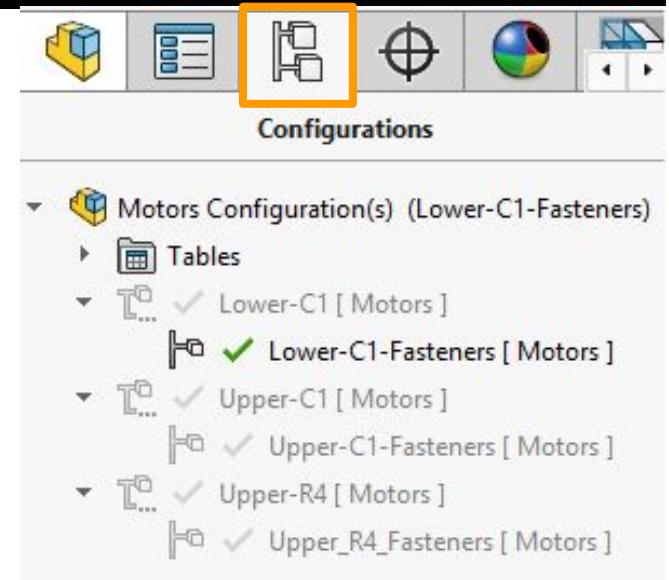 Configurations
Motors Configuration(s) (Lower-C1-Fasteners)
Tables
Lower-C1 [ Motors ]
Lower-C1-Fasteners [ Motors ]
Upper-C1 [ Motors ]
Upper-C1-Fasteners [ Motors ]
Upper-R4 [ Motors ]
Upper_R4_Fasteners [ Motors ]